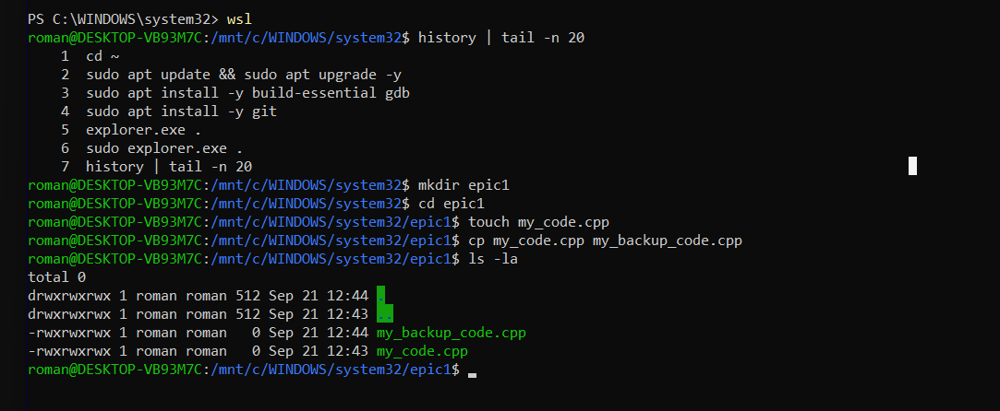 PS C:\WINDOWS\system32> wsl
roman@DESKTOP-VB93M7C:/mnt/c/WINDOWS/system32$ history | tail -n 20
    1  cd ~
    2  sudo apt update && sudo apt upgrade -y
    3  sudo apt install -y build-essential gdb
    4  sudo apt install -y git
    5  explorer.exe .
    6  sudo explorer.exe .
    7  history | tail -n 20
roman@DESKTOP-VB93M7C:/mnt/c/WINDOWS/system32$ mkdir epic1
roman@DESKTOP-VB93M7C:/mnt/c/WINDOWS/system32$ cd epic1
roman@DESKTOP-VB93M7C:/mnt/c/WINDOWS/system32/epic1$ touch my_code.cpp
roman@DESKTOP-VB93M7C:/mnt/c/WINDOWS/system32/epic1$ cp my_code.cpp my_backup_code.cpp
roman@DESKTOP-VB93M7C:/mnt/c/WINDOWS/system32/epic1$ ls -la
total 0
drwxrwxrwx 1 roman roman 512 Sep 21 12:44 .
drwxrwxrwx 1 roman roman 512 Sep 21 12:43 ..
-rwxrwxrwx 1 roman roman   0 Sep 21 12:44 my_backup_code.cpp
-rwxrwxrwx 1 roman roman   0 Sep 21 12:43 my_code.cpp
roman@DESKTOP-VB93M7C:/mnt/c/WINDOWS/system32/epic1$